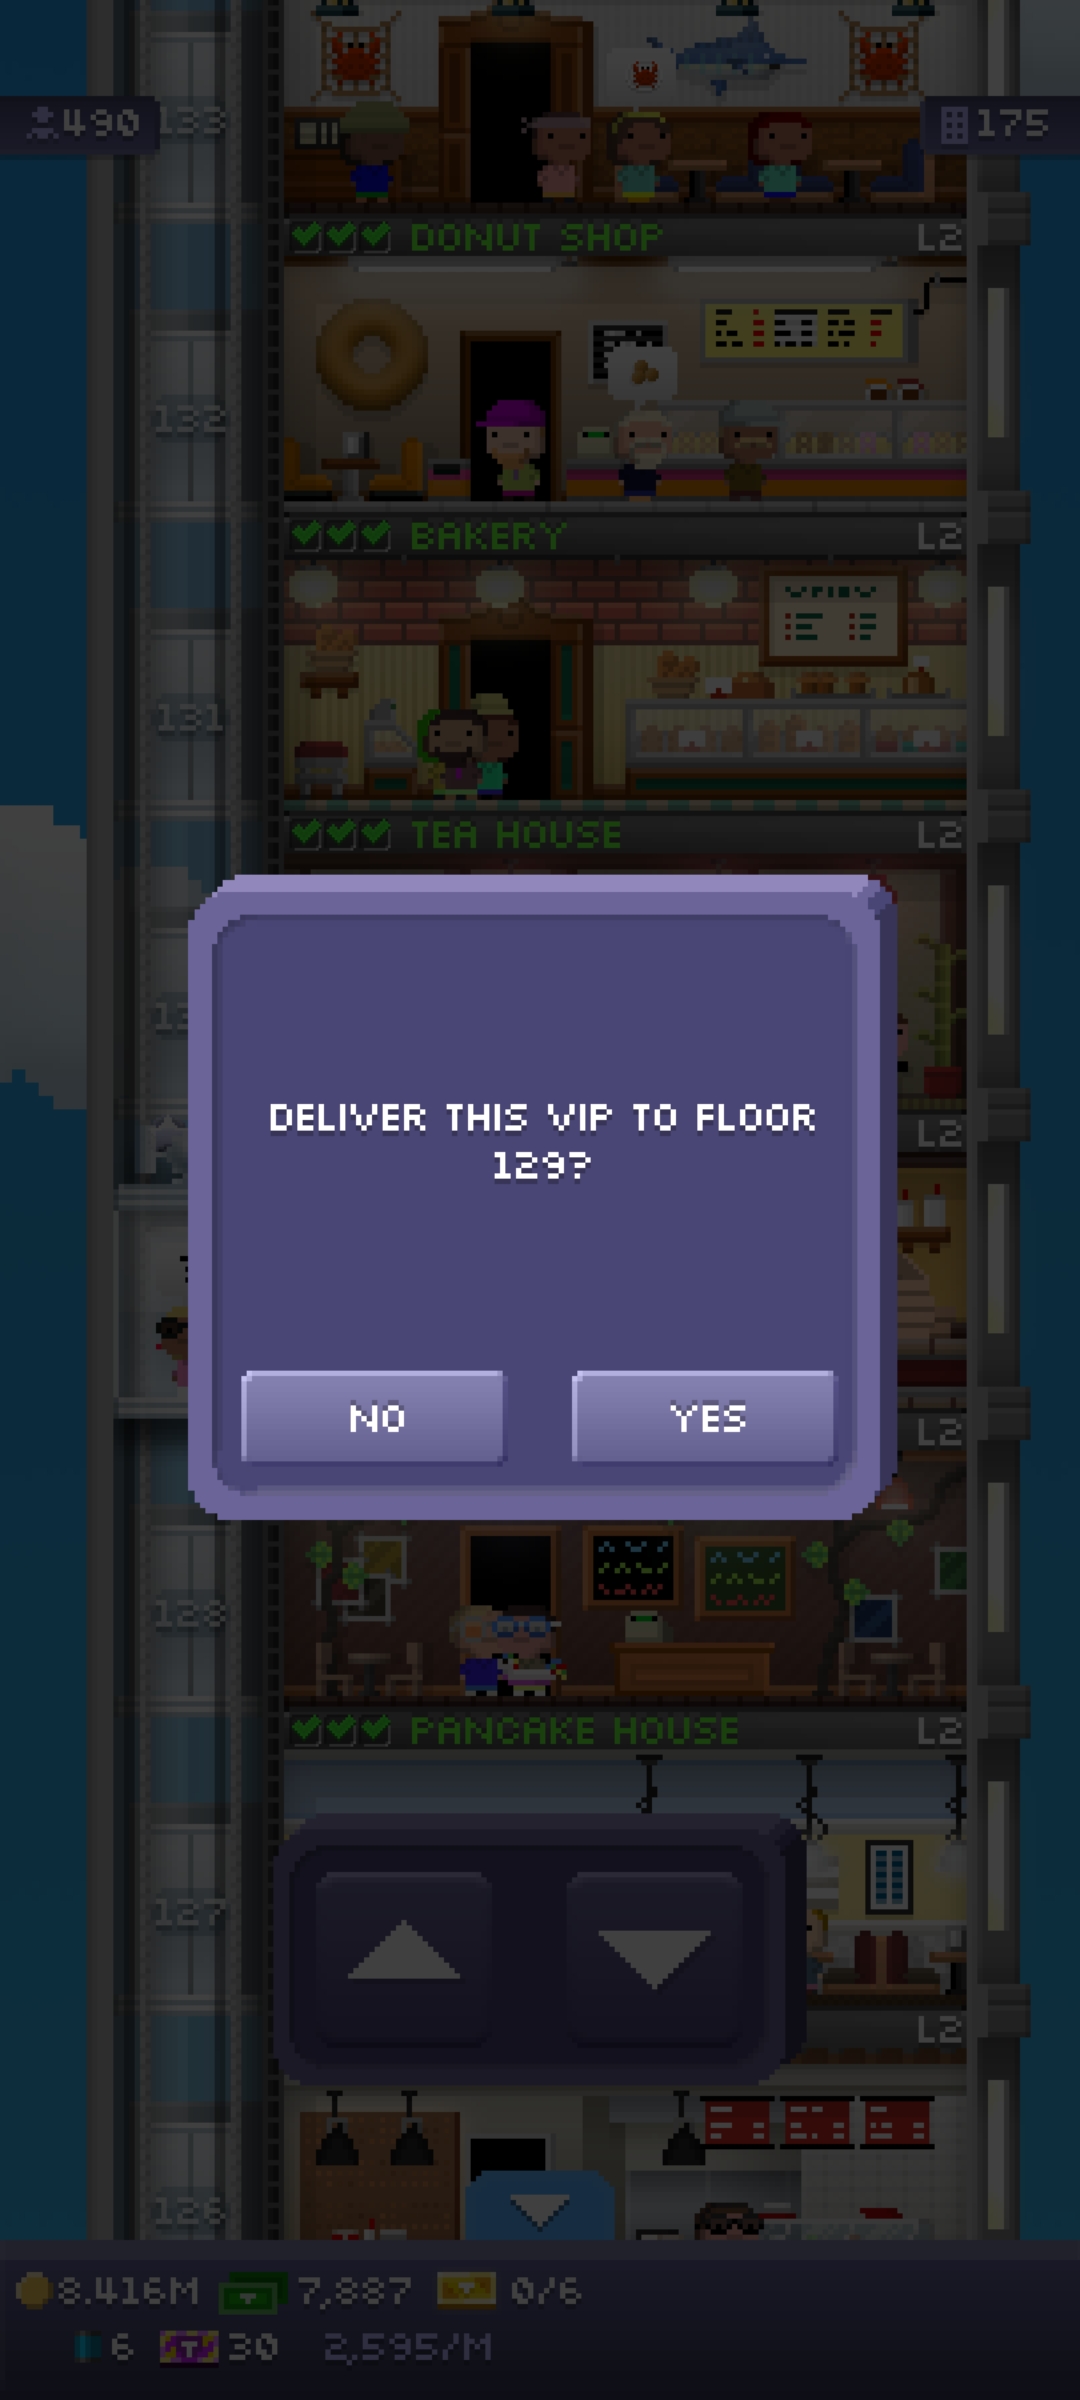 490
133
175
DONUT SHOP
L2
132
BAKERY
L2
131
TEA HOUSE
L2
L2
DELIVER THIS VIP TO FLOOR
129?
NO
YES
L2
128
PANCAKE HOUSE
L2
127
L2
126
8.416M
7,887
0/6
6
T
30
2,595/M